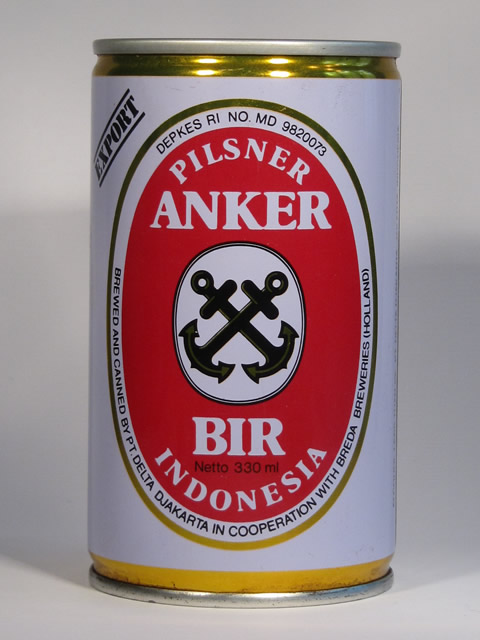 EXPORT
DEPKES RI NO. MD 9820073
PILSNER
ANKER
BIR
Netto 330 ml
INDONESIA
BREWED AND CANNED BY PT. DELTA DJAKARTA IN COOPERATION WITH BREDA BREWERIES (HOLLAND)